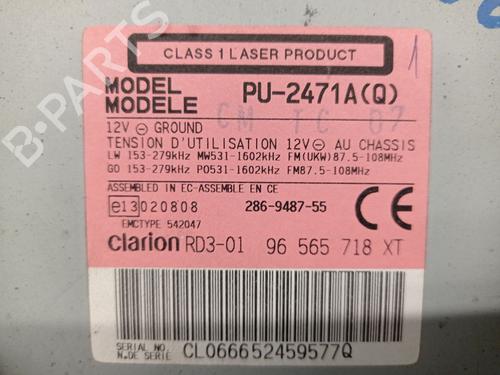 CLASS 1 LASER PRODUCT
1
MODEL
MODELE
PU-2471A(Q)
CM TC 07
12V ⊖ GROUND
TENSION D'UTILISATION 12V ⊖ AU CHASSIS
LW 153-279kHz MW531-1602kHz FM(UKW)87.5-108MHz
GO 153-279kHz PO531-1602kHz FM87.5-108MHz
ASSEMBLED IN EC-ASSEMBLE EN CE
e13 020808 286-9487-55 CE
EMCTYPE 542047
clarion RD3-01 96 565 718 XT
SERIAL NO.
N.DE SERIE
CL066652459577Q
B-PARTS